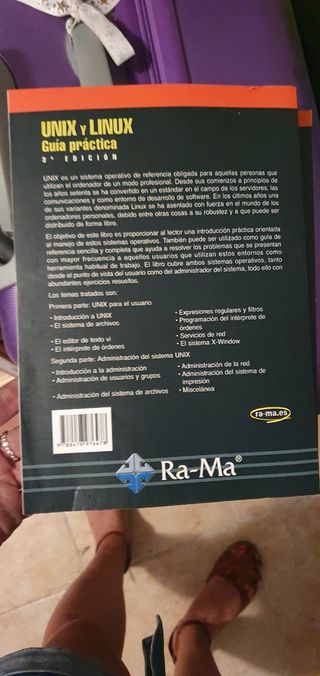 UNIX Y LINUX
Guía práctica
3ª EDICIÓN
UNIX es un sistema operativo de referencia obligada para aquellas personas que
utilizan el ordenador de un modo profesional. Desde sus comienzos a principios de
los años setenta se ha convertido en un estándar en el campo de los servidores, las
comunicaciones y como entorno de desarrollo de software. En los últimos años una
de sus variantes denominada Linux se ha asentado con fuerza en el mundo de los
ordenadores personales, debido entre otras cosas a su robustez y a que puede ser
distribuido de forma libre.
El objetivo de este libro es proporcionar al lector una introducción práctica orientada
al manejo de estos sistemas operativos. También puede ser utilizado como guía de
referencia sencilla y completa que ayuda a resolver los problemas que se presentan
con mayor frecuencia a aquellos usuarios que utilizan estos entornos como
herramienta habitual de trabajo. El libro cubre ambos sistemas operativos, tanto
desde el punto de vista del usuario como del administrador del sistema, todo ello con
abundantes ejercicios resueltos.
Los temas tratados son:
Primera parte: UNIX para el usuario
• Introducción a UNIX
• El sistema de archivos
• El editor de texto vi
• El intérprete de órdenes
• Expresiones regulares y filtros
• Programación del intérprete de
órdenes
• Servicios de red
• El sistema X-Window
Segunda parte: Administración del sistema UNIX
• Introducción a la administración
• Administración de usuarios y grupos
• Administración del sistema de archivos
• Administración de la red
• Administración del sistema de
impresión
• Miscelánea
ra-ma.es
9 788478 978478
Ra-Ma®